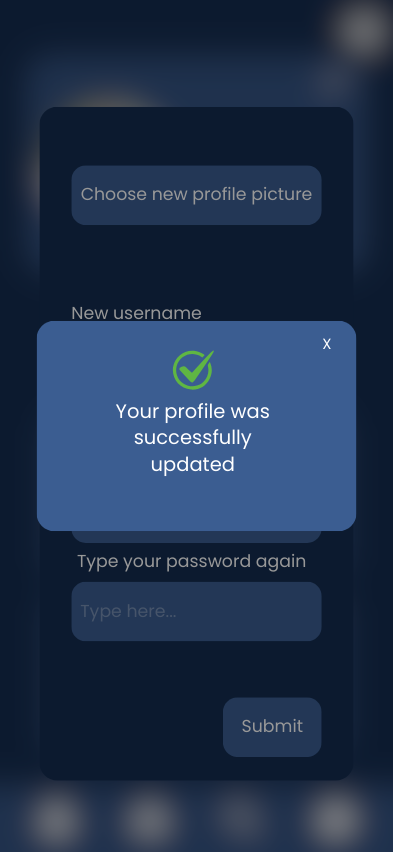 Choose new profile picture
New username
X
Your profile was
successfully
updated
Type your password again
Type here...
Submit